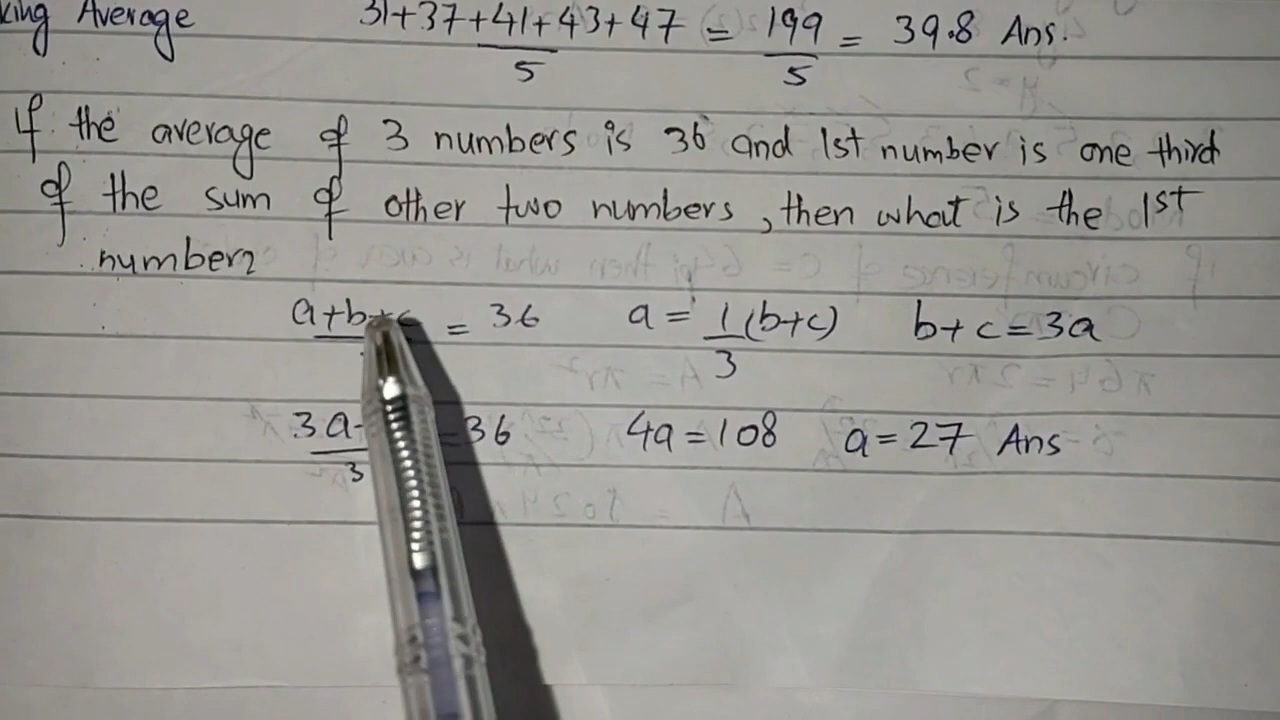 king Average 31+37+41+43+47 / 5 = 199 / 5 = 39.8 Ans.
If the average of 3 numbers is 36 and 1st number is one third
of the sum of other two numbers, then what is the 1st
number?
a+b+c = 36 a = 1/3 (b+c) b+c = 3a
3a / 3 = 36 4a = 108 a = 27 Ans